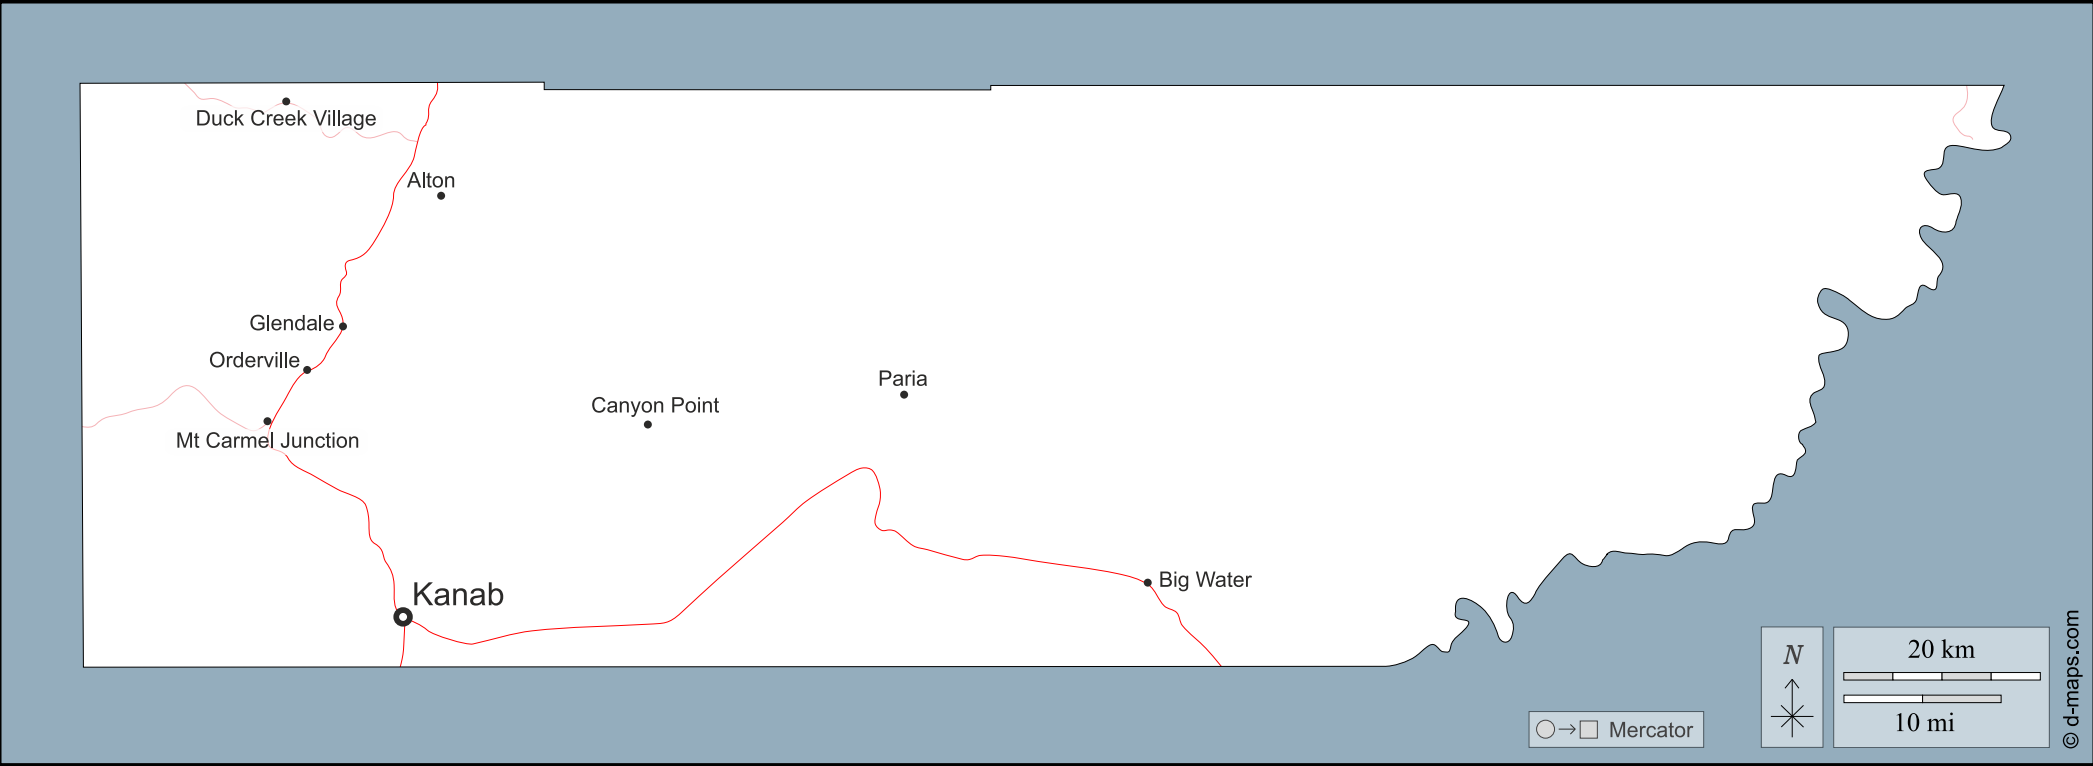 Duck Creek Village
Alton
Glendale
Orderville
Paria
Canyon Point
Mt Carmel Junction
Kanab
Big Water
N
20 km
10 mi
Mercator
© d-maps.com